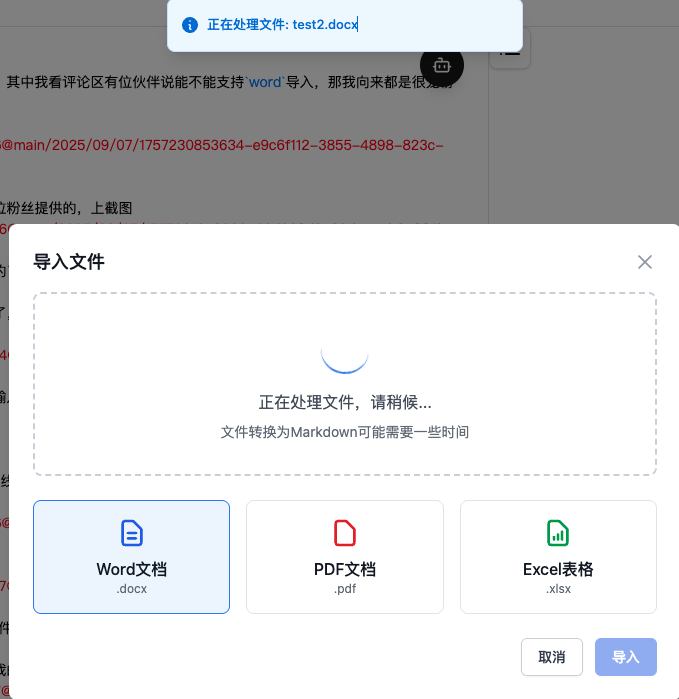 正在处理文件: test2.docx
其中我看评论区有位伙伴说能不能支持`word`导入，那我向来都是很宠粉
@main/2025/09/07/1757230853634-e9c6f112-3855-4898-823c-
位粉丝提供的，上截图
导入文件
正在处理文件，请稍候...
文件转换为Markdown可能需要一些时间
Word文档
.docx
PDF文档
.pdf
Excel表格
.xlsx
取消
导入